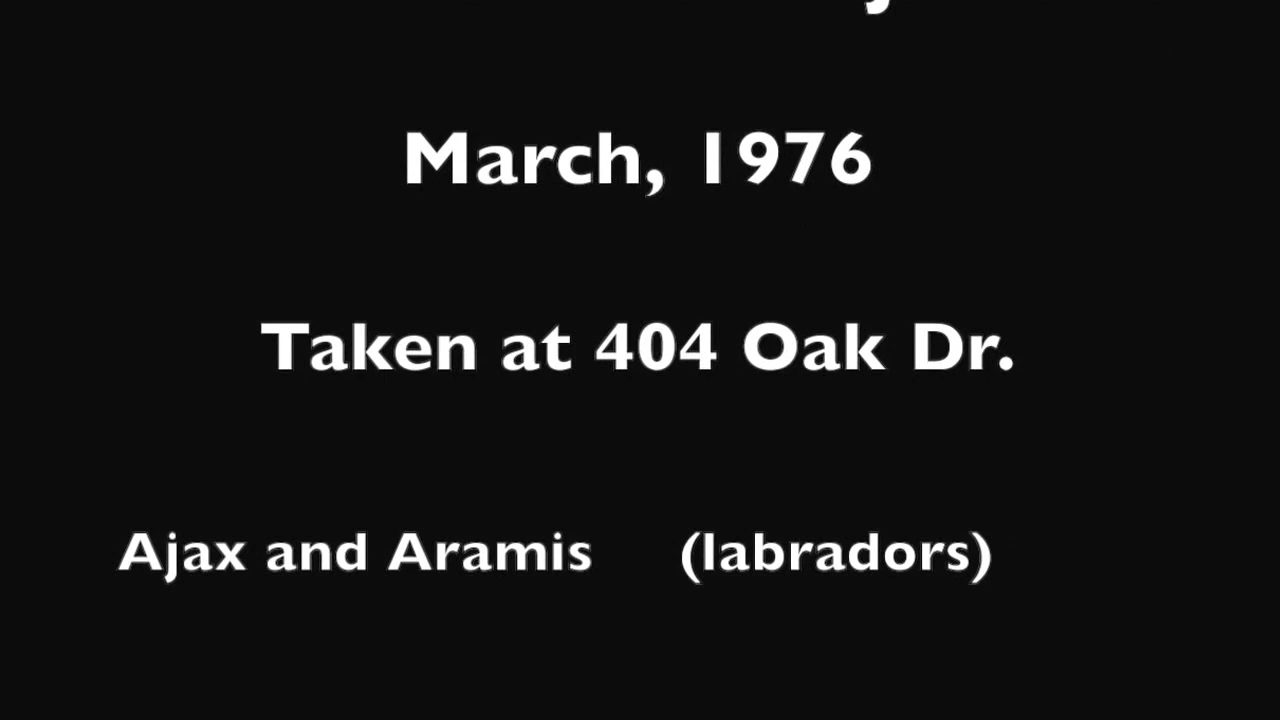 March, 1976
Taken at 404 Oak Dr.
Ajax and Aramis (labradors)